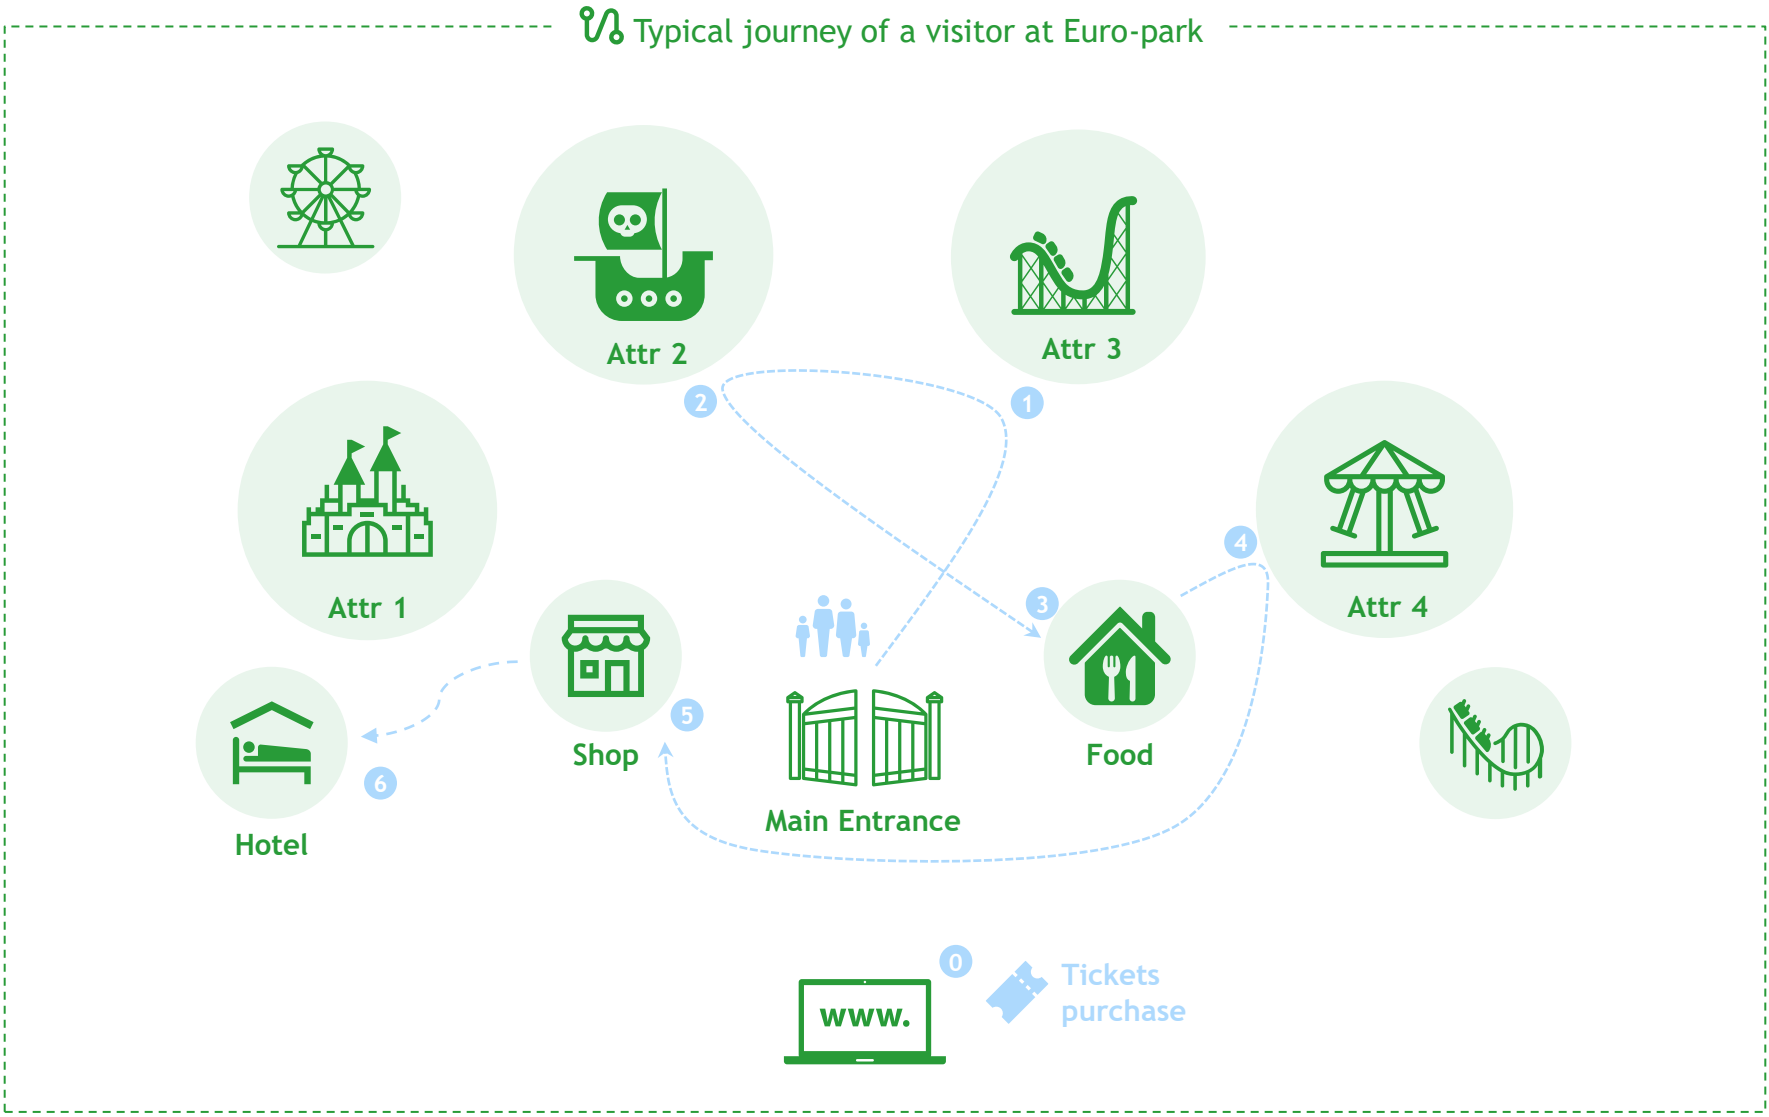 Typical journey of a visitor at Euro-park
Attr 2
Attr 3
2
1
Attr 1
4
Attr 4
3
5
Shop
Food
6
Main Entrance
Hotel
0
Tickets
purchase
www.